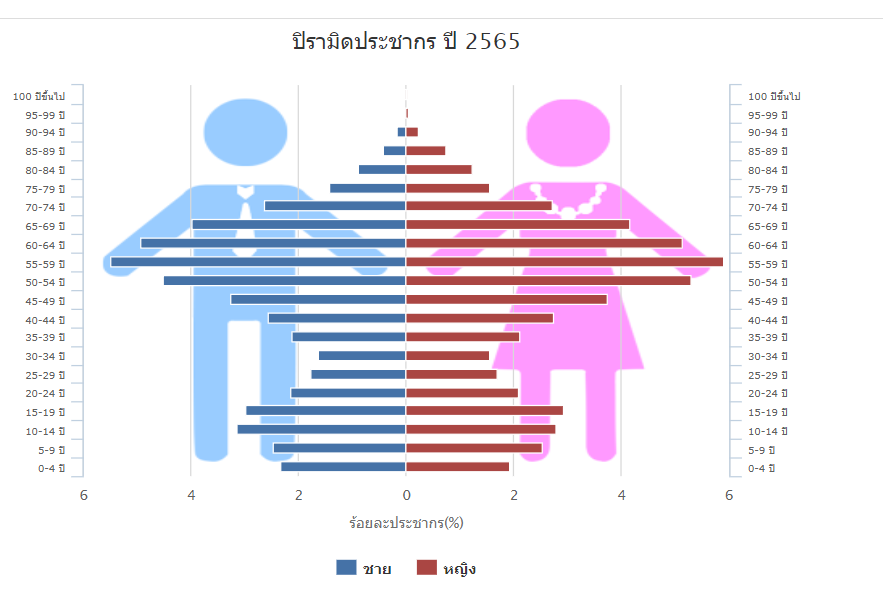 ปิรามิดประชากร ปี 2565
100 ปีขึ้นไป 100 ปีขึ้นไป
95-99 ปี 95-99 ปี
90-94 ปี 90-94 ปี
85-89 ปี 85-89 ปี
80-84 ปี 80-84 ปี
75-79 ปี 75-79 ปี
70-74 ปี 70-74 ปี
65-69 ปี 65-69 ปี
60-64 ปี 60-64 ปี
55-59 ปี 55-59 ปี
50-54 ปี 50-54 ปี
45-49 ปี 45-49 ปี
40-44 ปี 40-44 ปี
35-39 ปี 35-39 ปี
30-34 ปี 30-34 ปี
25-29 ปี 25-29 ปี
20-24 ปี 20-24 ปี
15-19 ปี 15-19 ปี
10-14 ปี 10-14 ปี
5-9 ปี 5-9 ปี
0-4 ปี 0-4 ปี
6 4 2 0 2 4 6
ร้อยละประชากร(%)
ชาย หญิง